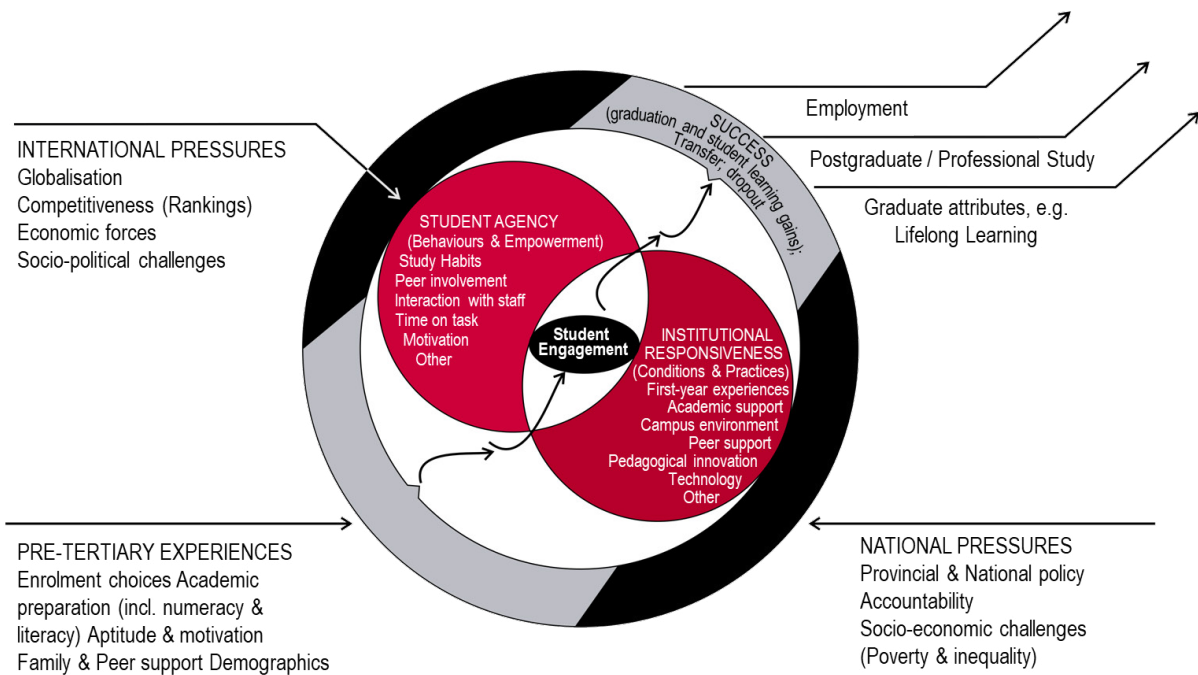 INTERNATIONAL PRESSURES
Globalisation
Competitiveness (Rankings)
Economic forces
Socio-political challenges
SUCCESS
(graduation and student learning gains);
Transfer; dropout
Employment
Postgraduate / Professional Study
Graduate attributes, e.g.
Lifelong Learning
STUDENT AGENCY
(Behaviours & Empowerment)
Study Habits
Peer involvement
Interaction with staff
Time on task
Motivation
Other
Student
Engagement
INSTITUTIONAL
RESPONSIVENESS
(Conditions & Practices)
First-year experiences
Academic support
Campus environment
Peer support
Pedagogical innovation
Technology
Other
PRE-TERTIARY EXPERIENCES
Enrolment choices Academic
preparation (incl. numeracy &
literacy) Aptitude & motivation
Family & Peer support Demographics
NATIONAL PRESSURES
Provincial & National policy
Accountability
Socio-economic challenges
(Poverty & inequality)